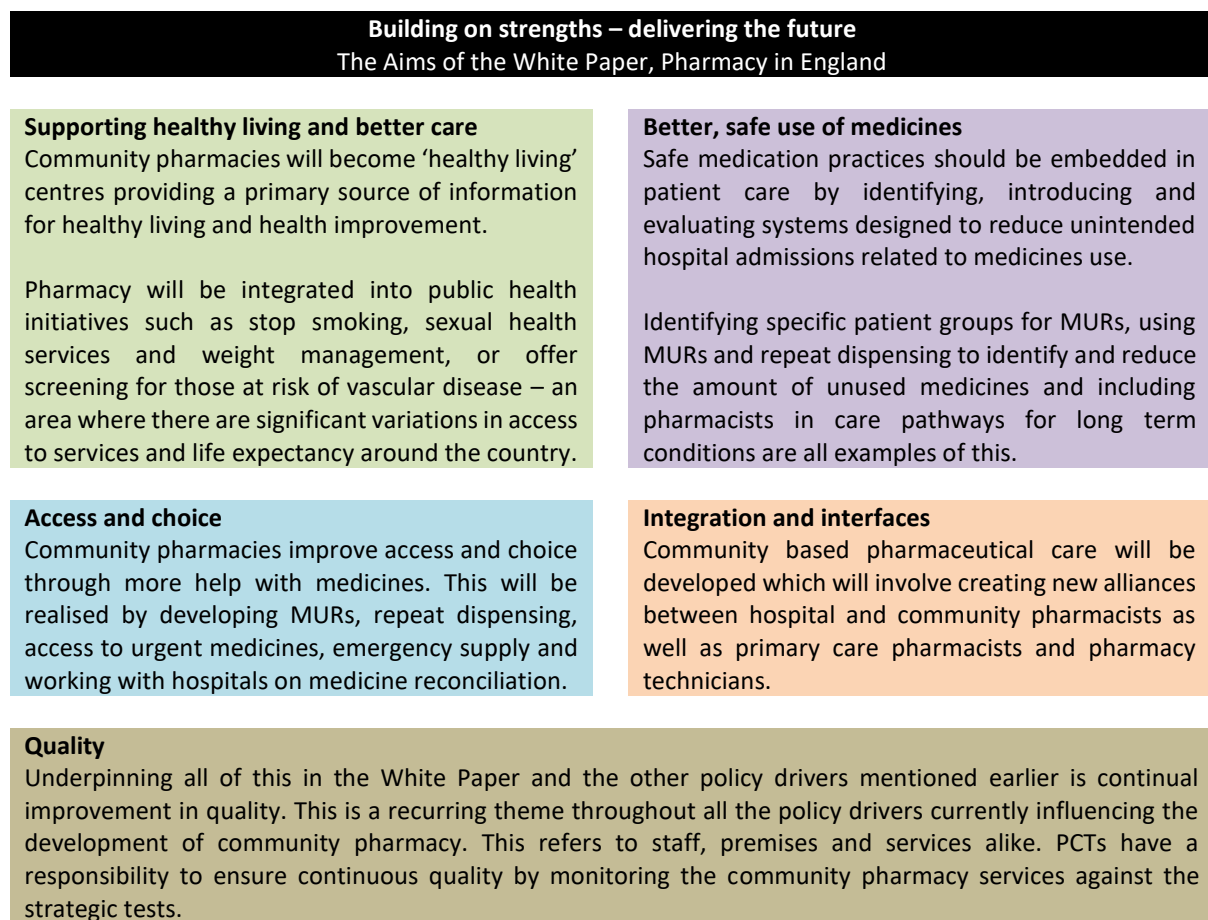 Building on strengths – delivering the future
The Aims of the White Paper, Pharmacy in England
Supporting healthy living and better care
Community pharmacies will become ‘healthy living’
centres providing a primary source of information
for healthy living and health improvement.
Pharmacy will be integrated into public health
initiatives such as stop smoking, sexual health
services and weight management, or offer
screening for those at risk of vascular disease – an
area where there are significant variations in access
to services and life expectancy around the country.
Better, safe use of medicines
Safe medication practices should be embedded in
patient care by identifying, introducing and
evaluating systems designed to reduce unintended
hospital admissions related to medicines use.
Identifying specific patient groups for MURs, using
MURs and repeat dispensing to identify and reduce
the amount of unused medicines and including
pharmacists in care pathways for long term
conditions are all examples of this.
Access and choice
Community pharmacies improve access and choice
through more help with medicines. This will be
realised by developing MURs, repeat dispensing,
access to urgent medicines, emergency supply and
working with hospitals on medicine reconciliation.
Integration and interfaces
Community based pharmaceutical care will be
developed which will involve creating new alliances
between hospital and community pharmacists as
well as primary care pharmacists and pharmacy
technicians.
Quality
Underpinning all of this in the White Paper and the other policy drivers mentioned earlier is continual
improvement in quality. This is a recurring theme throughout all the policy drivers currently influencing the
development of community pharmacy. This refers to staff, premises and services alike. PCTs have a
responsibility to ensure continuous quality by monitoring the community pharmacy services against the
strategic tests.